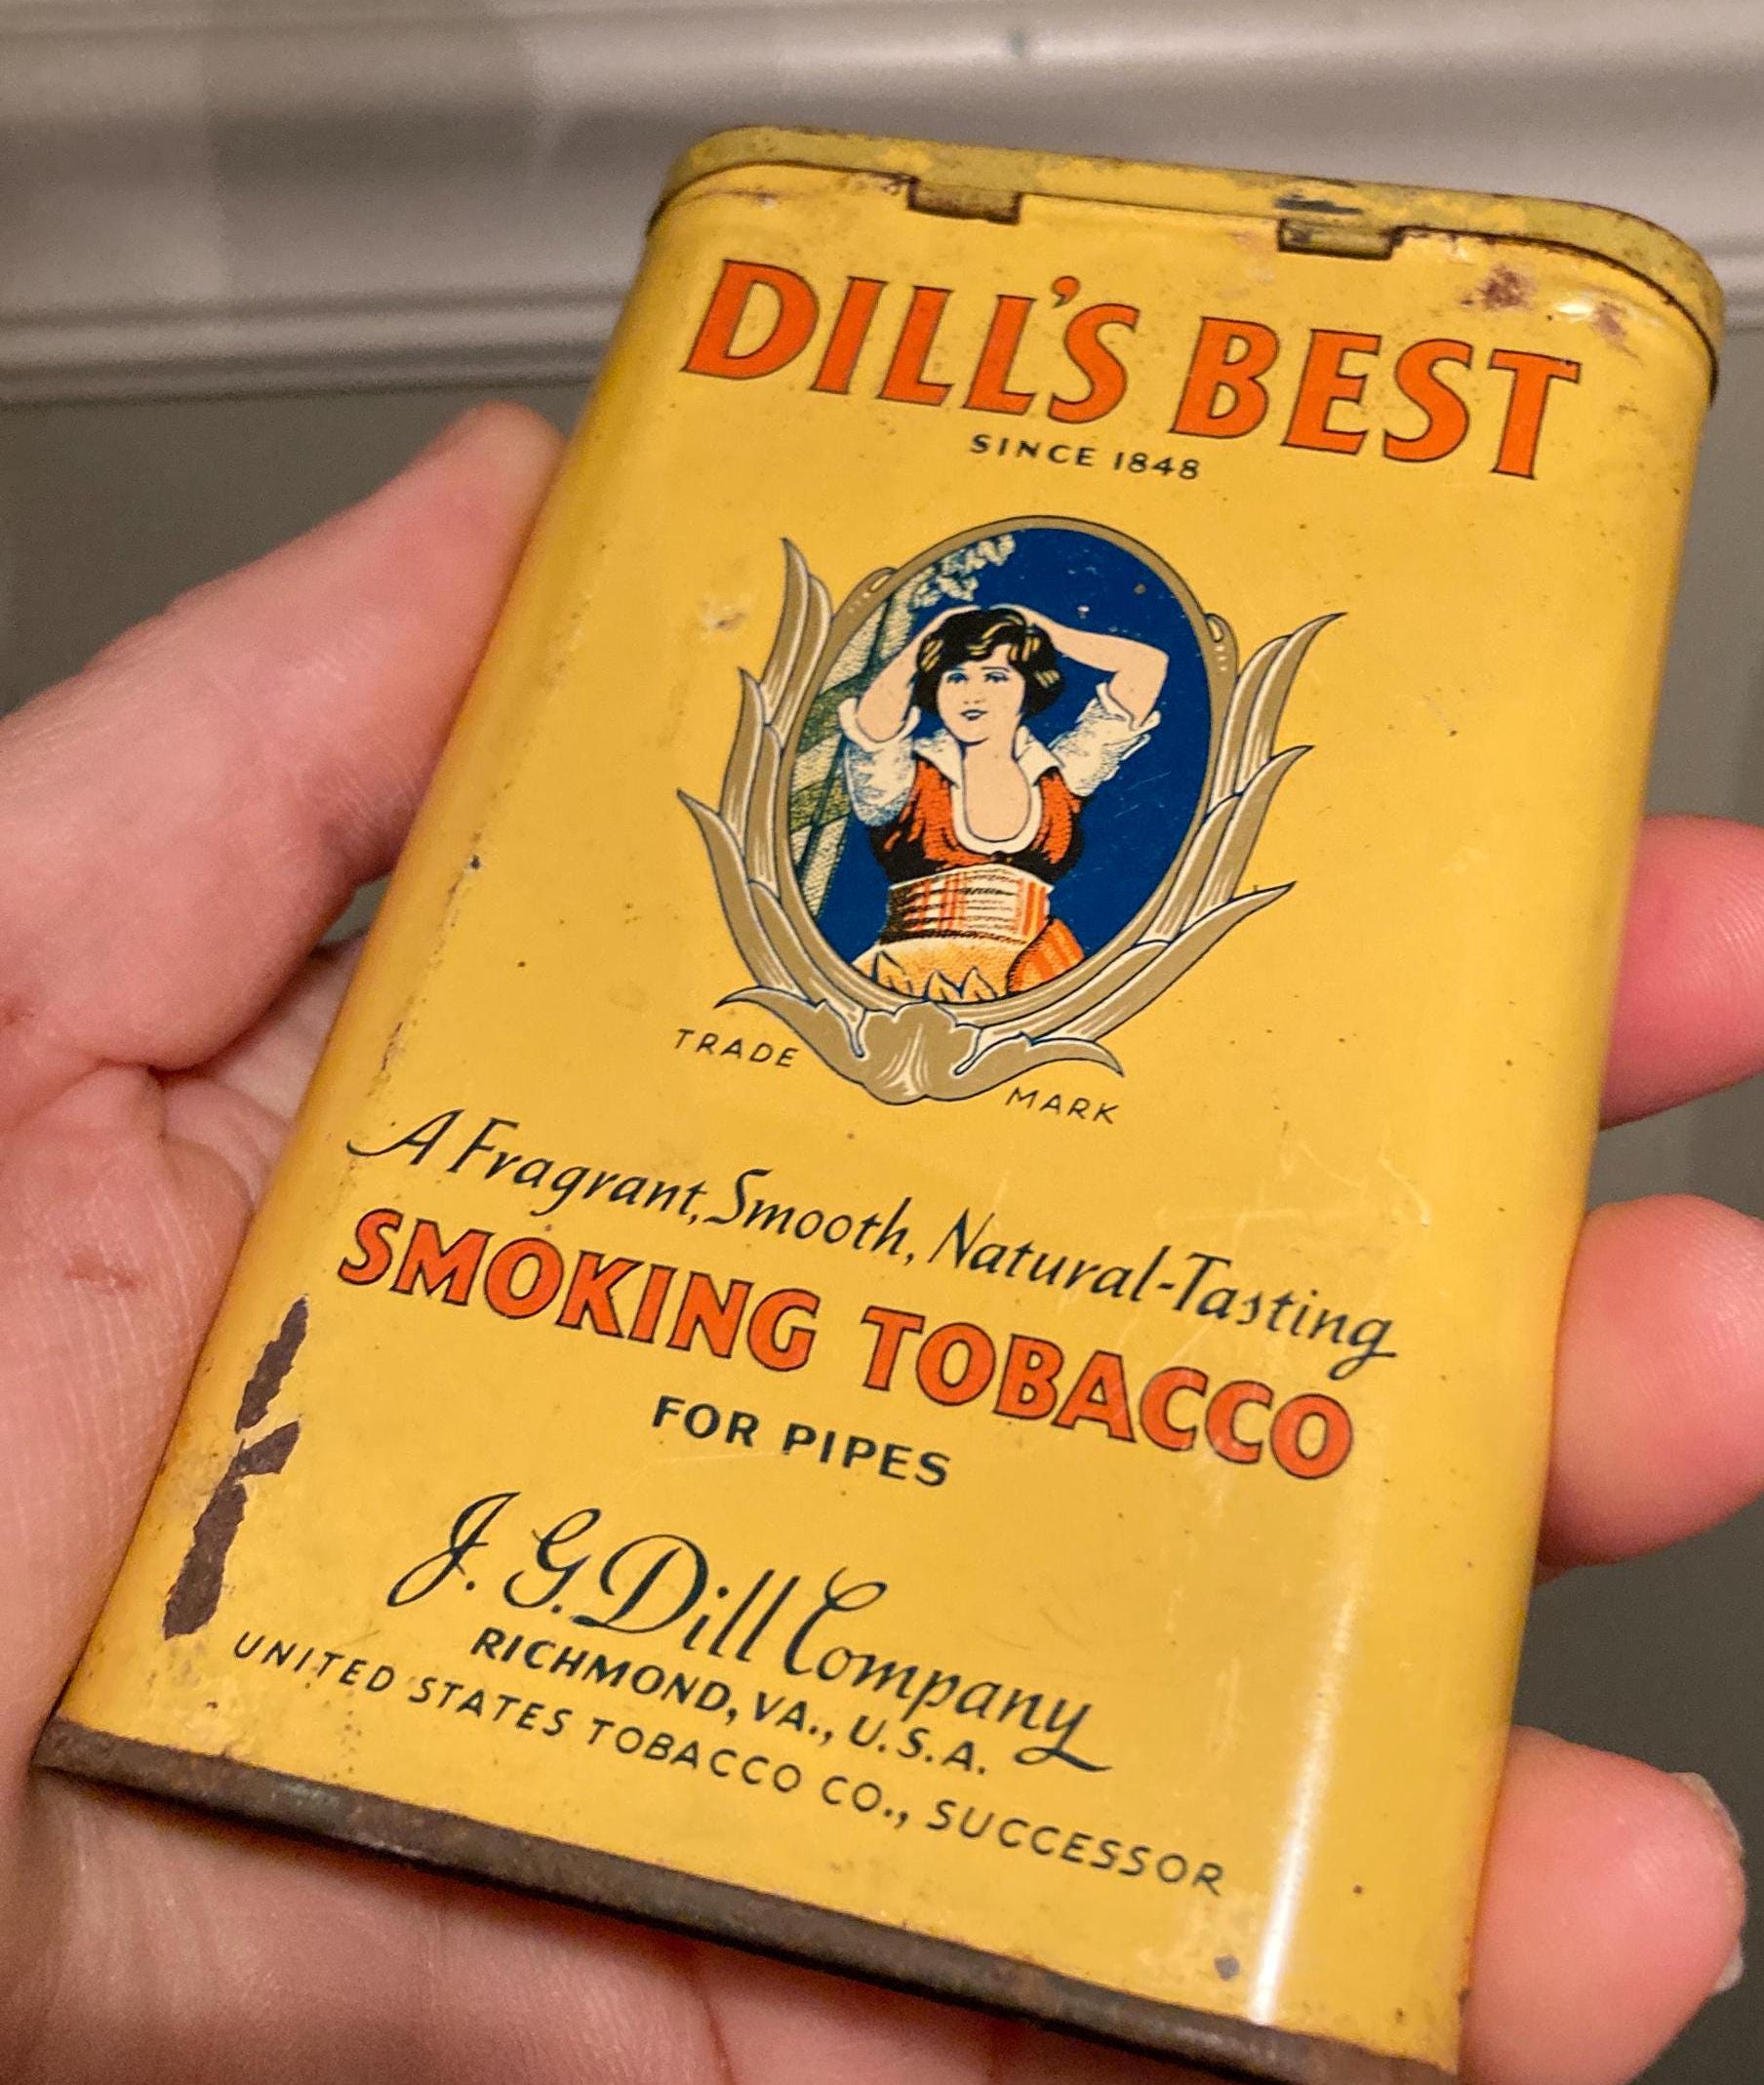 DILL'S BEST
SINCE 1848
TRADE MARK
A Fragrant, Smooth, Natural-Tasting
SMOKING TOBACCO
FOR PIPES
J. G. Dill Company
RICHMOND, VA., U.S.A.
UNITED STATES TOBACCO CO., SUCCESSOR